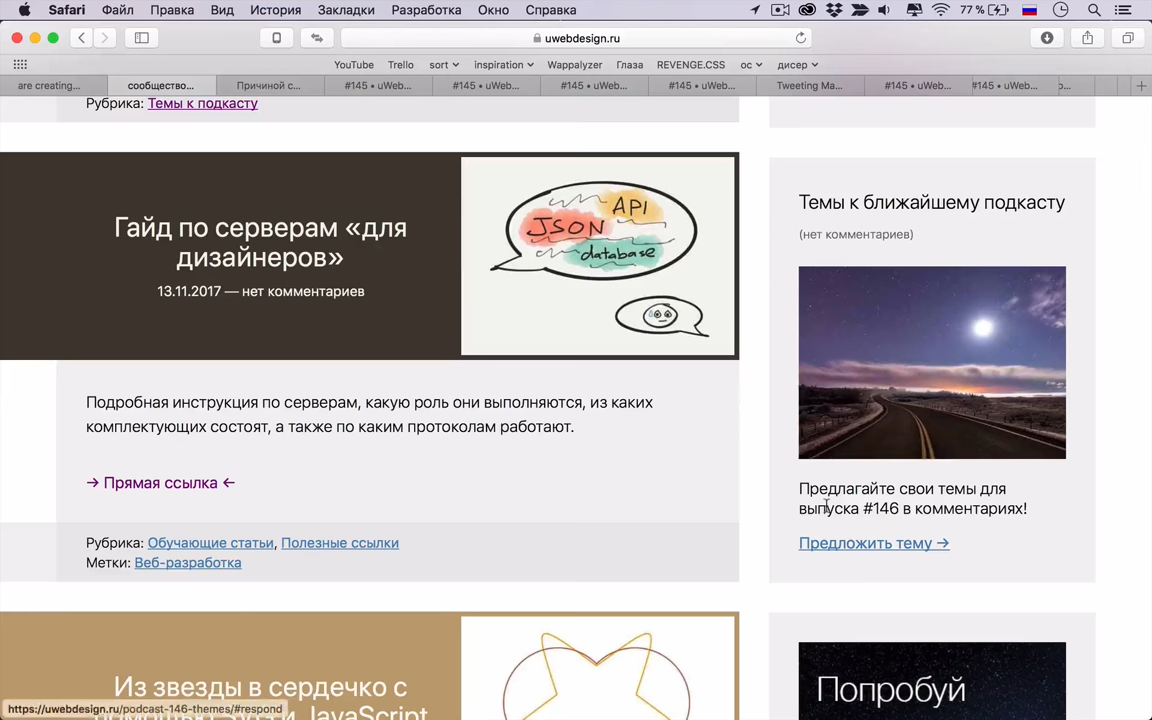 Safari Файл Правка Вид История Закладки Разработка Окно Справка 77 %
uwebdesign.ru
YouTube Trello sort inspiration Wappalyzer Глаза REVENGE.CSS ос дисер
are creating... сообщество... Причиной с... #145 • uWeb... #145 • uWeb... #145 • uWeb... #145 • uWeb... Tweeting Ma... #145 • uWeb... #145 • uWeb...
Рубрика: Темы к подкасту
Гайд по серверам «для
дизайнеров»
13.11.2017 — нет комментариев
API
JSON
database
Подробная инструкция по серверам, какую роль они выполняются, из каких
комплектующих состоят, а также по каким протоколам работают.
→ Прямая ссылка ←
Рубрика: Обучающие статьи, Полезные ссылки
Метки: Веб-разработка
Из звезды в сердечко с
помощью SVG и JavaScript
Темы к ближайшему подкасту
(нет комментариев)
Предлагайте свои темы для
выпуска #146 в комментариях!
Предложить тему →
Попробуй
https://uwebdesign.ru/podcast-146-themes/#respond